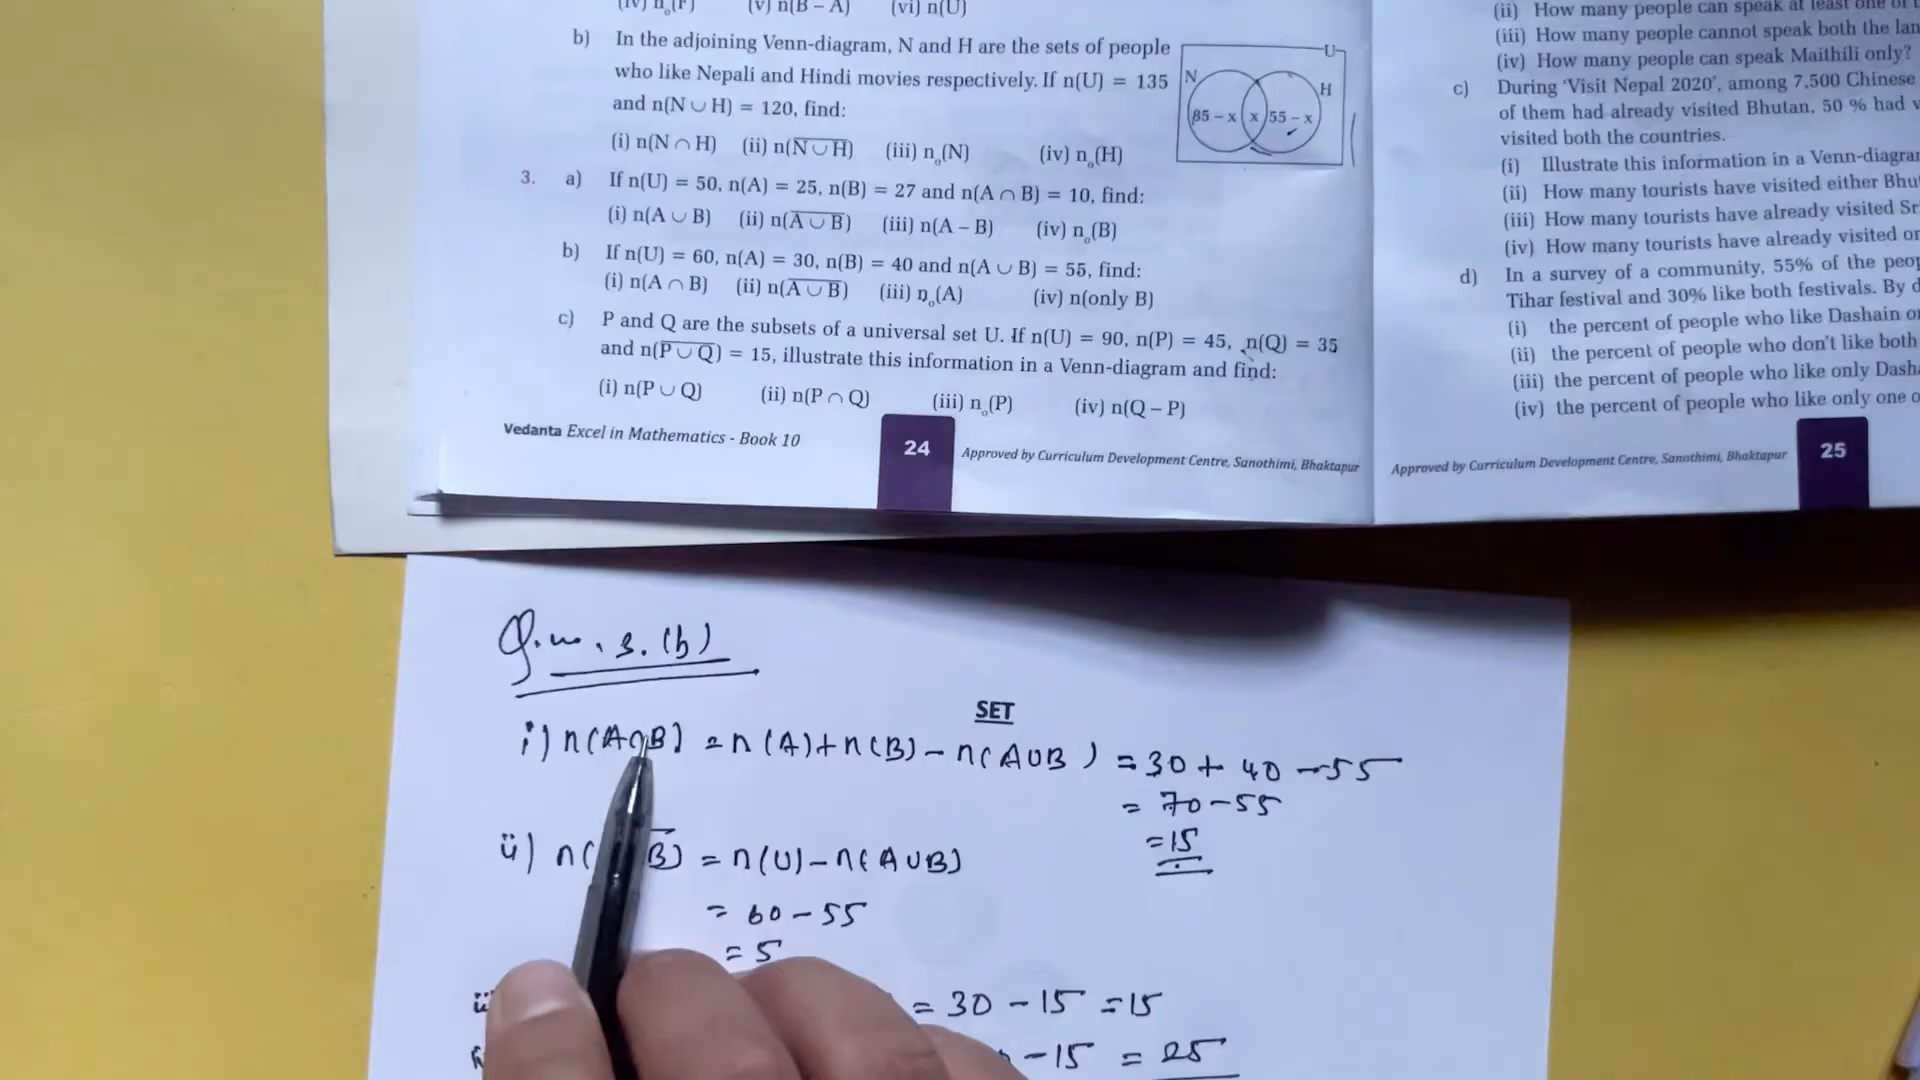 (iv) n₀(F) (v) n(B – A) (vi) n(U)
b) In the adjoining Venn-diagram, N and H are the sets of people
who like Nepali and Hindi movies respectively. If n(U) = 135
and n(N ∪ H) = 120, find:
(i) n(N ∩ H) (ii) n(N̅ ∪̅ H̅) (iii) n₀(N) (iv) n₀(H)
U
N
H
85 – x x 55 – x
3. a) If n(U) = 50, n(A) = 25, n(B) = 27 and n(A ∩ B) = 10, find:
(i) n(A ∪ B) (ii) n(A̅ ∪̅ B̅) (iii) n(A – B) (iv) n₀(B)
b) If n(U) = 60, n(A) = 30, n(B) = 40 and n(A ∪ B) = 55, find:
(i) n(A ∩ B) (ii) n(A̅ ∪̅ B̅) (iii) n₀(A) (iv) n(only B)
c) P and Q are the subsets of a universal set U. If n(U) = 90, n(P) = 45, n(Q) = 35
and n(P̅ ∪̅ Q̅) = 15, illustrate this information in a Venn-diagram and find:
(i) n(P ∪ Q) (ii) n(P ∩ Q) (iii) n₀(P) (iv) n(Q – P)
Vedanta Excel in Mathematics - Book 10
24
Approved by Curriculum Development Centre, Sanothimi, Bhaktapur
(ii) How many people can speak at least one of
(iii) How many people cannot speak both the
(iv) How many people can speak Maithili only?
c) During 'Visit Nepal 2020', among 7,500 Chinese
of them had already visited Bhutan, 50 % had
visited both the countries.
(i) Illustrate this information in a
(ii) How many tourists have visited either
(iii) How many tourists have already visited
(iv) How many tourists have already visited
d) In a survey of a community, 55% of the
Tihar festival and 30% like both festivals. By
(i) the percent of people who like Dashain
(ii) the percent of people who don't like both
(iii) the percent of people who like only
(iv) the percent of people who like only one
Approved by Curriculum Development Centre, Sanothimi, Bhaktapur
25
3.(b)
SET
i) n(A∩B) = n(A)+n(B)–n(A∪B) = 30 + 40 – 55
= 70–55
= 15
ii) n( B̅) = n(U)–n(A∪B)
= 60–55
= 5
= 30 – 15 = 15
– 15 = 25